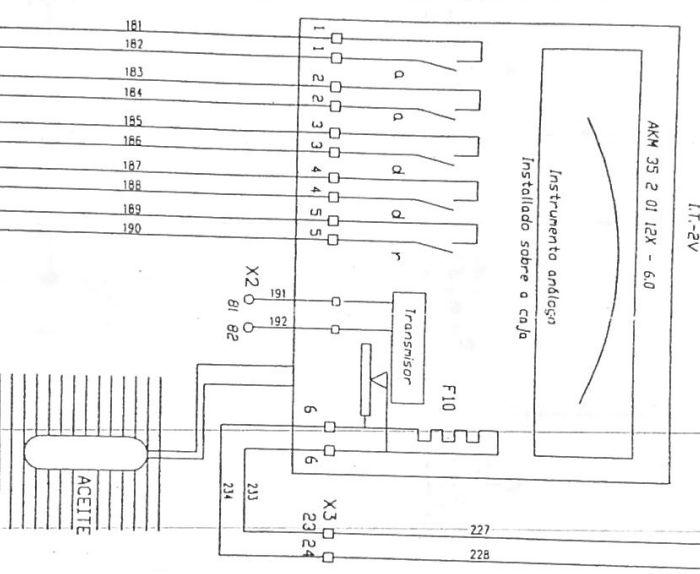 181
182
183
184
185
186
187
188
189
190
1
1
2
2
3
3
4
4
5
5
a
a
d
d
r
X2
81
82
191
192
Transmisor
F10
6
6
234
233
X3
23
24
227
228
ACEITE
Instrumento análogo
Installado sobre a caja
AKM 35 2 01 12X - 6.0
I.T.-2V